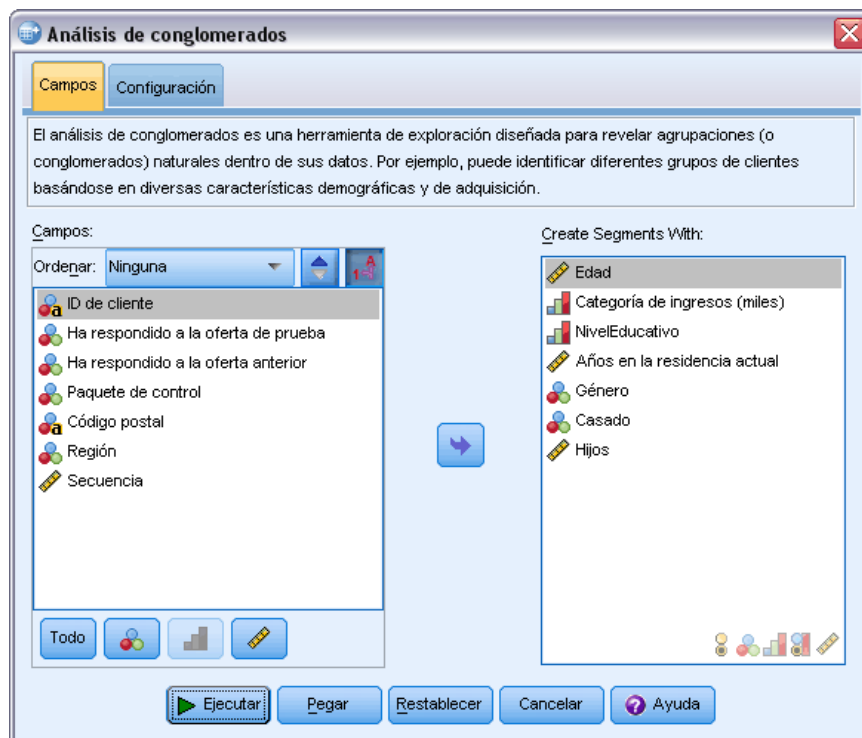 Análisis de conglomerados
Campos
Configuración
El análisis de conglomerados es una herramienta de exploración diseñada para revelar agrupaciones (o
conglomerados) naturales dentro de sus datos. Por ejemplo, puede identificar diferentes grupos de clientes
basándose en diversas características demográficas y de adquisición.
Campos:
Ordenar: Ninguna
ID de cliente
Ha respondido a la oferta de prueba
Ha respondido a la oferta anterior
Paquete de control
Código postal
Región
Secuencia
Todo
Create Segments With:
Edad
Categoría de ingresos (miles)
NivelEducativo
Años en la residencia actual
Género
Casado
Hijos
Ejecutar
Pegar
Restablecer
Cancelar
Ayuda